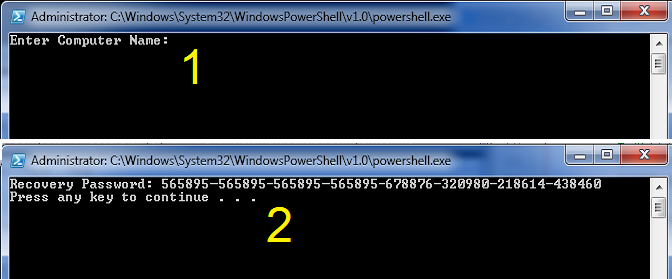 Administrator: C:\Windows\System32\WindowsPowerShell\v1.0\powershell.exe
Enter Computer Name:
1
Administrator: C:\Windows\System32\WindowsPowerShell\v1.0\powershell.exe
Recovery Password: 565895-565895-565895-565895-678876-320980-218614-438460
Press any key to continue . . .
2